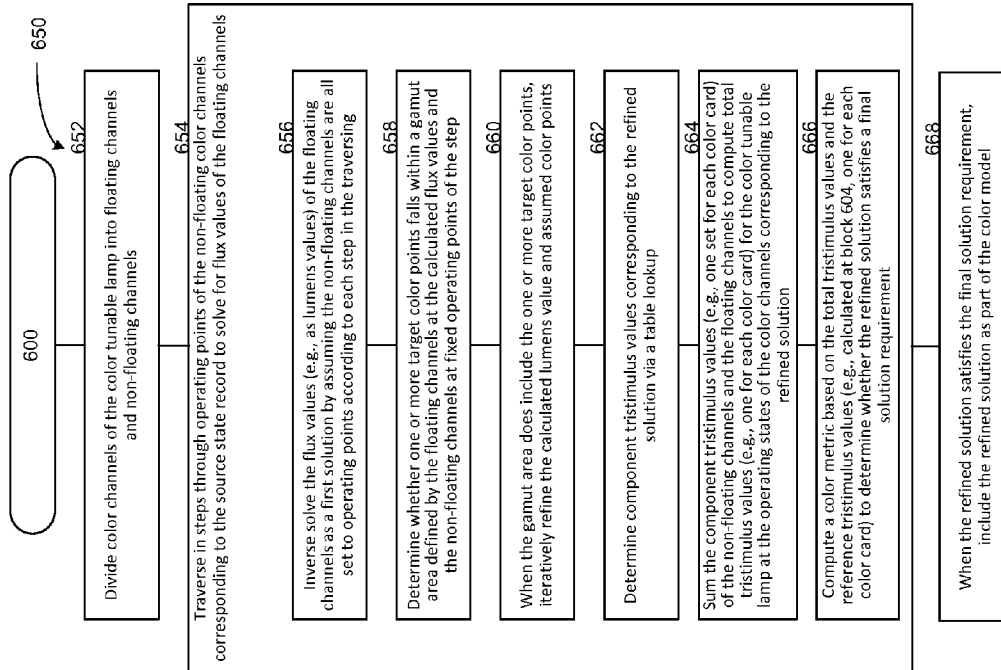 650
600
652
Divide color channels of the color tunable lamp into floating channels
and non-floating channels
654
Traverse in steps through operating points of the non-floating color channels
corresponding to the source state record to solve for flux values of the floating channels
656
Inverse solve the flux values (e.g., as lumens values) of the floating
channels as a first solution by assuming the non-floating channels are all
set to operating points according to each step in the traversing
658
Determine whether one or more target color points falls within a gamut
area defined by the floating channels at the calculated flux values and
the non-floating channels at fixed operating points of the step
660
When the gamut area does include the one or more target color points,
iteratively refine the calculated lumens value and assumed color points
662
Determine component tristimulus values corresponding to the refined
solution via a table lookup
664
Sum the component tristimulus values (e.g., one set for each color card)
of the non-floating channels and the floating channels to compute total
tristimulus values (e.g., one for each color card) for the color tunable
lamp at the operating states of the color channels corresponding to the
refined solution
666
Compute a color metric based on the total tristimulus values and the
reference tristimulus values (e.g., calculated at block 604, one for each
color card) to determine whether the refined solution satisfies a final
solution requirement
668
When the refined solution satisfies the final solution requirement,
include the refined solution as part of the color model